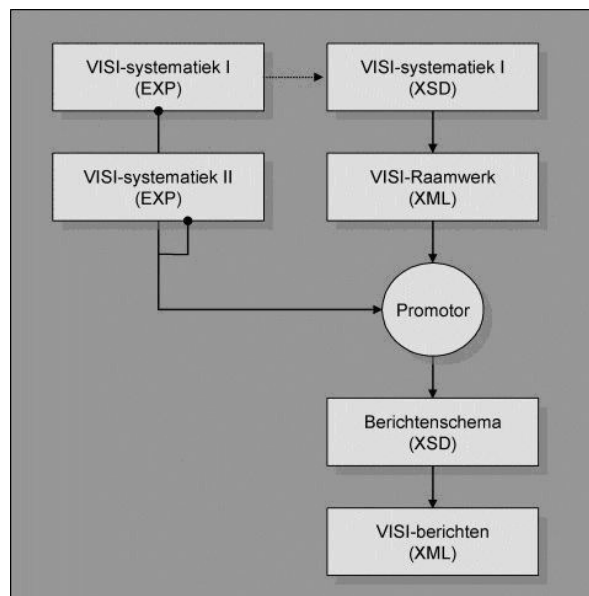 VISI-systematiek I
(EXP)
VISI-systematiek I
(XSD)
VISI-systematiek II
(EXP)
VISI-Raamwerk
(XML)
Promotor
Berichtenschema
(XSD)
VISI-berichten
(XML)